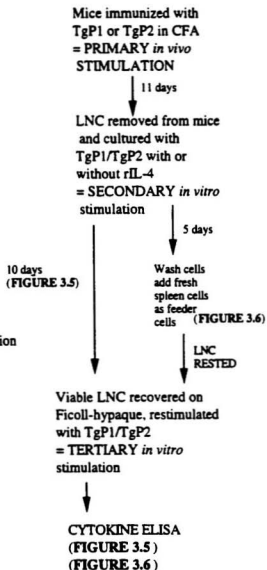 Mice immunized with
TgP1 or TgP2 in CFA
= PRIMARY in vivo
STIMULATION
11 days
LNC removed from mice
and cultured with
TgP1/TgP2 with or
without rIL-4
= SECONDARY in vitro
stimulation
5 days
10 days
(FIGURE 3.5)
Wash cells
add fresh
spleen cells
as feeder
cells (FIGURE 3.6)
LNC
RESTED
ion
Viable LNC recovered on
Ficoll-hypaque, restimulated
with TgP1/TgP2
= TERTIARY in vitro
stimulation
CYTOKINE ELISA
(FIGURE 3.5)
(FIGURE 3.6)